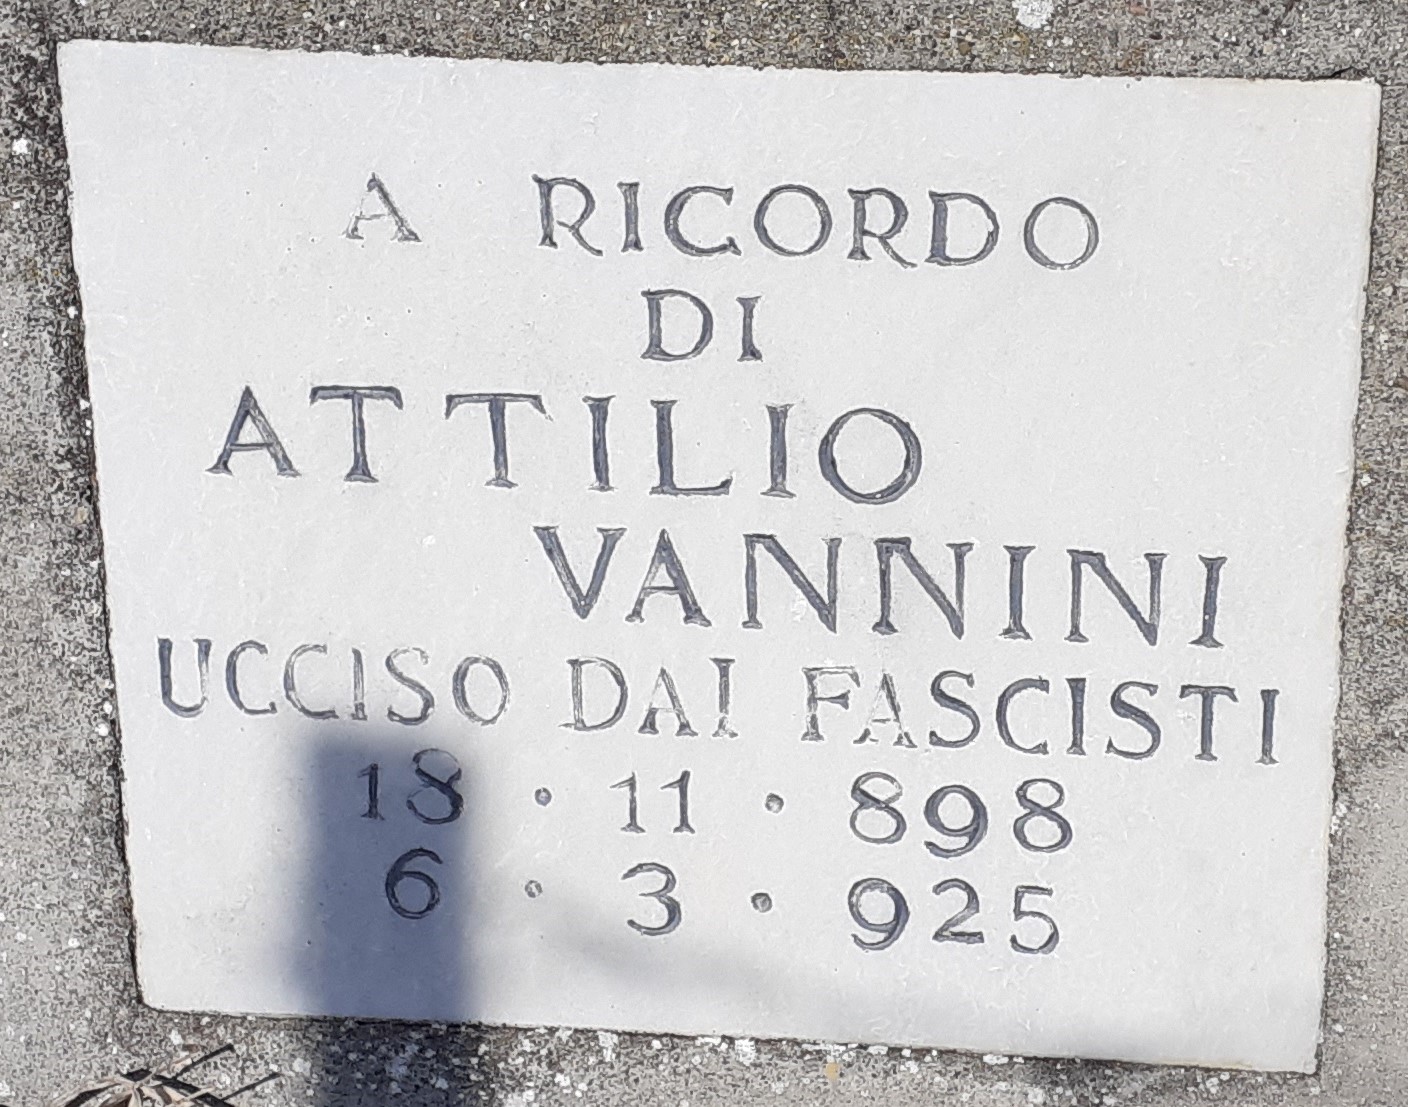 A RICORDO
DI
ATTILIO
VANNINI
UCCISO DAI FASCISTI
18 · 11 · 898
6 · 3 · 925